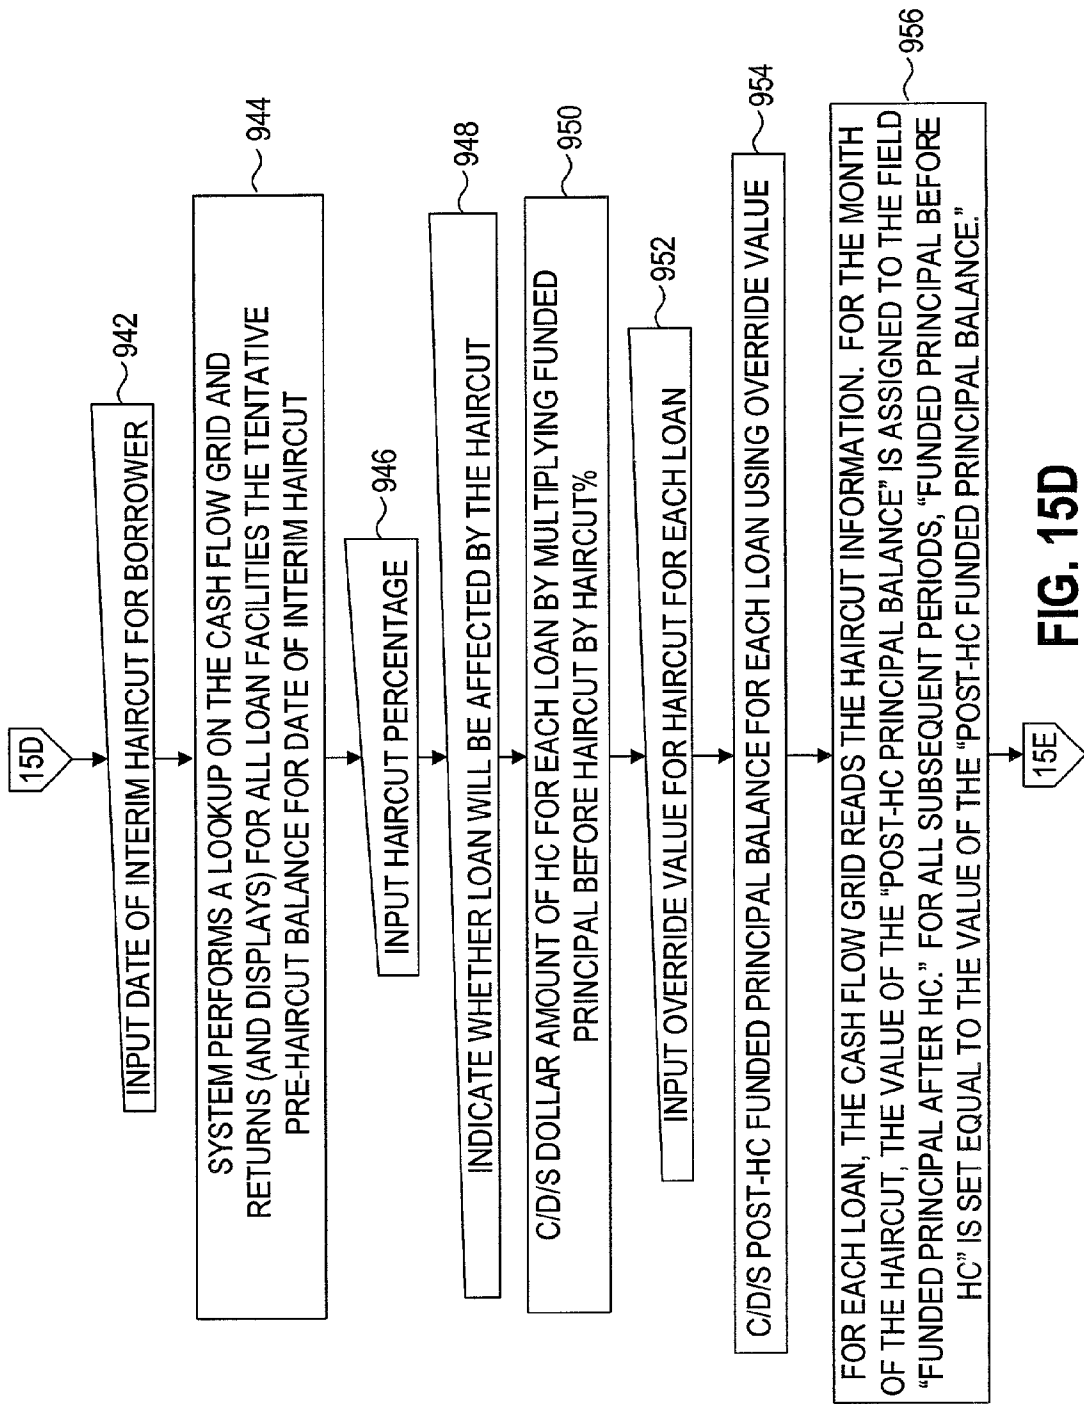 15D
INPUT DATE OF INTERIM HAIRCUT FOR BORROWER
942
SYSTEM PERFORMS A LOOKUP ON THE CASH FLOW GRID AND
RETURNS (AND DISPLAYS) FOR ALL LOAN FACILITIES THE TENTATIVE
PRE-HAIRCUT BALANCE FOR DATE OF INTERIM HAIRCUT
944
INPUT HAIRCUT PERCENTAGE
946
INDICATE WHETHER LOAN WILL BE AFFECTED BY THE HAIRCUT
948
C/D/S DOLLAR AMOUNT OF HC FOR EACH LOAN BY MULTIPLYING FUNDED
PRINCIPAL BEFORE HAIRCUT BY HAIRCUT%
950
INPUT OVERRIDE VALUE FOR HAIRCUT FOR EACH LOAN
952
C/D/S POST-HC FUNDED PRINCIPAL BALANCE FOR EACH LOAN USING OVERRIDE VALUE
954
FOR EACH LOAN, THE CASH FLOW GRID READS THE HAIRCUT INFORMATION. FOR THE MONTH
OF THE HAIRCUT, THE VALUE OF THE "POST-HC PRINCIPAL BALANCE" IS ASSIGNED TO THE FIELD
"FUNDED PRINCIPAL AFTER HC." FOR ALL SUBSEQUENT PERIODS, "FUNDED PRINCIPAL BEFORE
HC" IS SET EQUAL TO THE VALUE OF THE "POST-HC FUNDED PRINCIPAL BALANCE."
956
15E
FIG. 15D